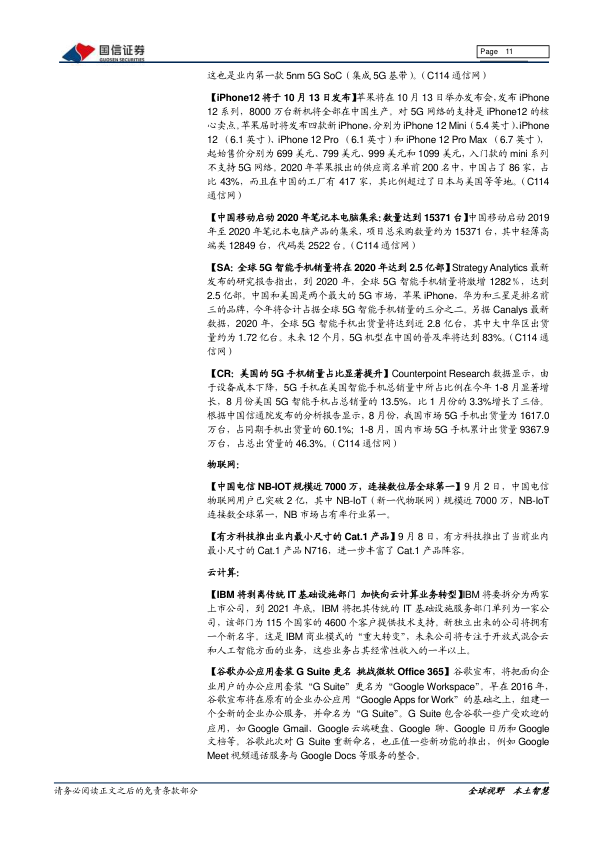 国信证券
GUOSEN SECURITIES
Page 11
这也是业内第一款 5nm 5G SoC（集成 5G 基带）。（C114 通信网）
【iPhone12 将于 10 月 13 日发布】苹果将在 10 月 13 日举办发布会，发布 iPhone
12 系列，8000 万台新机将全部在中国生产。对 5G 网络的支持是 iPhone12 的核
心卖点。苹果届时将发布四款新 iPhone，分别为 iPhone 12 Mini（5.4 英寸）、iPhone
12 （6.1 英寸）、iPhone 12 Pro （6.1 英寸）和 iPhone 12 Pro Max （6.7 英寸），
起始售价分别为 699 美元、799 美元、999 美元和 1099 美元，入门款的 mini 系列
不支持 5G 网络。2020 年苹果报出的供应商名单前 200 名中，中国占了 86 家，占
比 43%，而且在中国的工厂有 417 家，其比例超过了日本与美国等等地。（C114
通信网）
【中国移动启动 2020 年笔记本电脑集采：数量达到 15371 台】中国移动启动 2019
年至 2020 年笔记本电脑产品的集采，项目总采购数量约为 15371 台，其中轻薄高
端类 12849 台，代码类 2522 台。（C114 通信网）
【SA：全球 5G 智能手机销量将在 2020 年达到 2.5 亿部】Strategy Analytics 最新
发布的研究报告指出，到 2020 年，全球 5G 智能手机销量将激增 1282％，达到
2.5 亿部。中国和美国是两个最大的 5G 市场，苹果 iPhone，华为和三星是排名前
三的品牌，今年将合计占据全球 5G 智能手机销量的三分之二。另据 Canalys 最新
数据，2020 年，全球 5G 智能手机出货量将达到近 2.8 亿台，其中大中华区出货
量约为 1.72 亿台。未来 12 个月，5G 机型在中国的普及率将达到 83%。（C114 通
信网）
【CR：美国的 5G 手机销量占比显著提升】Counterpoint Research 数据显示，由
于设备成本下降，5G 手机在美国智能手机总销量中所占比例在今年 1-8 月显著增
长，8 月份美国 5G 智能手机占总销量的 13.5%，比 1 月份的 3.3%增长了三倍。
根据中国信通院发布的分析报告显示，8 月份，我国市场 5G 手机出货量为 1617.0
万台，占同期手机出货量的 60.1%；1-8 月，国内市场 5G 手机累计出货量 9367.9
万台，占总出货量的 46.3%。（C114 通信网）
物联网：
【中国电信 NB-IOT 规模近 7000 万，连接数位居全球第一】9 月 2 日，中国电信
物联网用户已突破 2 亿，其中 NB-IoT（新一代物联网）规模近 7000 万，NB-IoT
连接数全球第一，NB 市场占有率行业第一。
【有方科技推出业内最小尺寸的 Cat.1 产品】9 月 8 日，有方科技推出了当前业内
最小尺寸的 Cat.1 产品 N716，进一步丰富了 Cat.1 产品阵容。
云计算：
【IBM 将剥离传统 IT 基础设施部门 加快向云计算业务转型】IBM 将要拆分为两家
上市公司，到 2021 年底，IBM 将把其传统的 IT 基础设施服务部门单列为一家公
司，该部门为 115 个国家的 4600 个客户提供技术支持。新独立出来的公司将拥有
一个新名字。这是 IBM 商业模式的“重大转变”，未来公司将专注于开放式混合云
和人工智能方面的业务，这些业务占其经常性收入的一半以上。
【谷歌办公应用套装 G Suite 更名 挑战微软 Office 365】谷歌宣布，将把面向企
业用户的办公应用套装“G Suite”更名为“Google Workspace”。早在 2016 年，
谷歌宣布将在原有的企业办公应用“Google Apps for Work”的基础之上，组建一
个全新的企业办公服务，并命名为“G Suite”。G Suite 包含谷歌一些广受欢迎的
应用，如 Google Gmail，Google 云端硬盘、Google 聊，Google 日历和 Google
文档等。谷歌此次对 G Suite 重新命名，也正值一些新功能的推出，例如 Google
Meet 视频通话服务与 Google Docs 等服务的整合。
请务必阅读正文之后的免责条款部分
全球视野 本土智慧